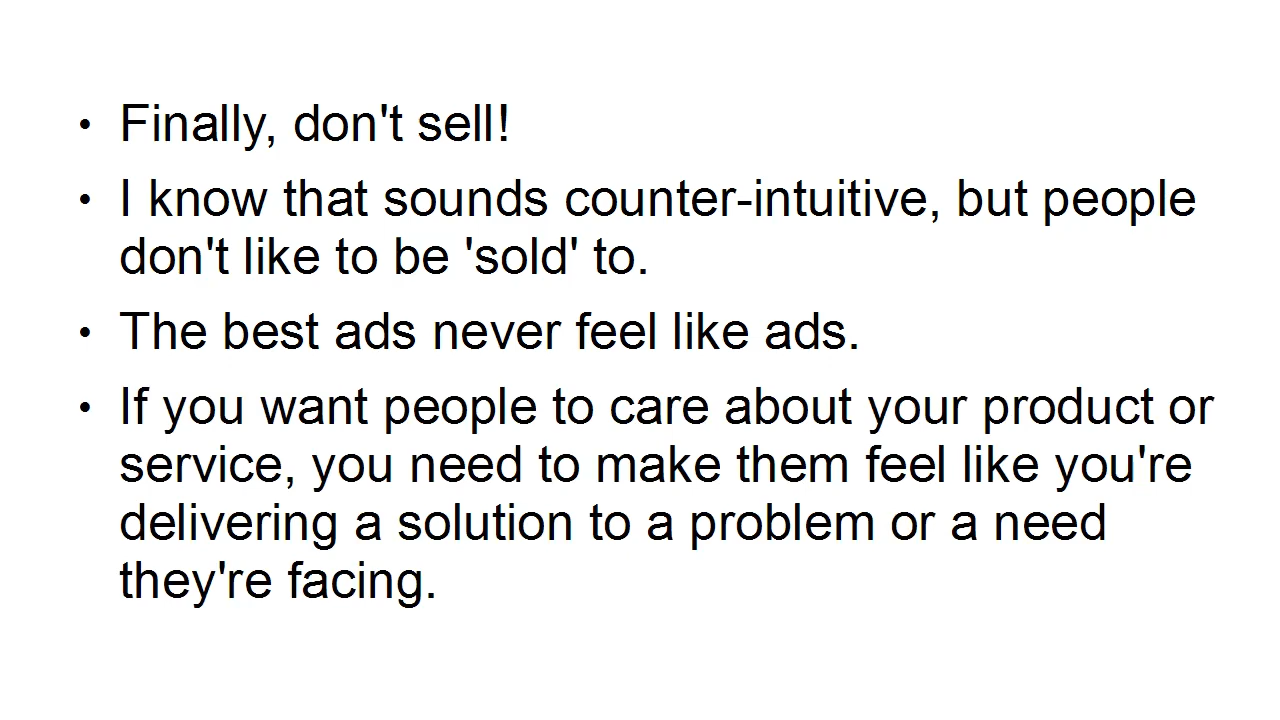 • Finally, don't sell!
• I know that sounds counter-intuitive, but people
don't like to be 'sold' to.
• The best ads never feel like ads.
• If you want people to care about your product or
service, you need to make them feel like you're
delivering a solution to a problem or a need
they're facing.